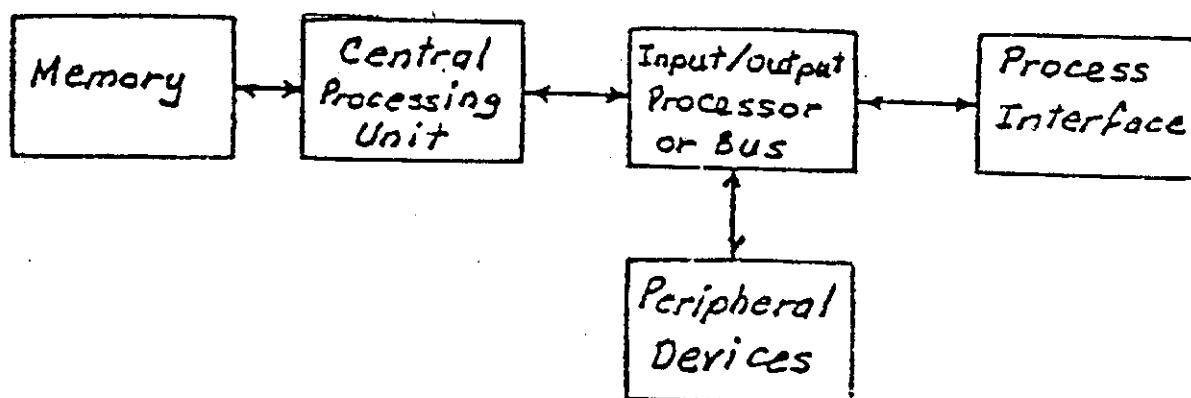 Memory
Central
Processing
Unit
Input/output
Processor
or Bus
Process
Interface
Peripheral
Devices